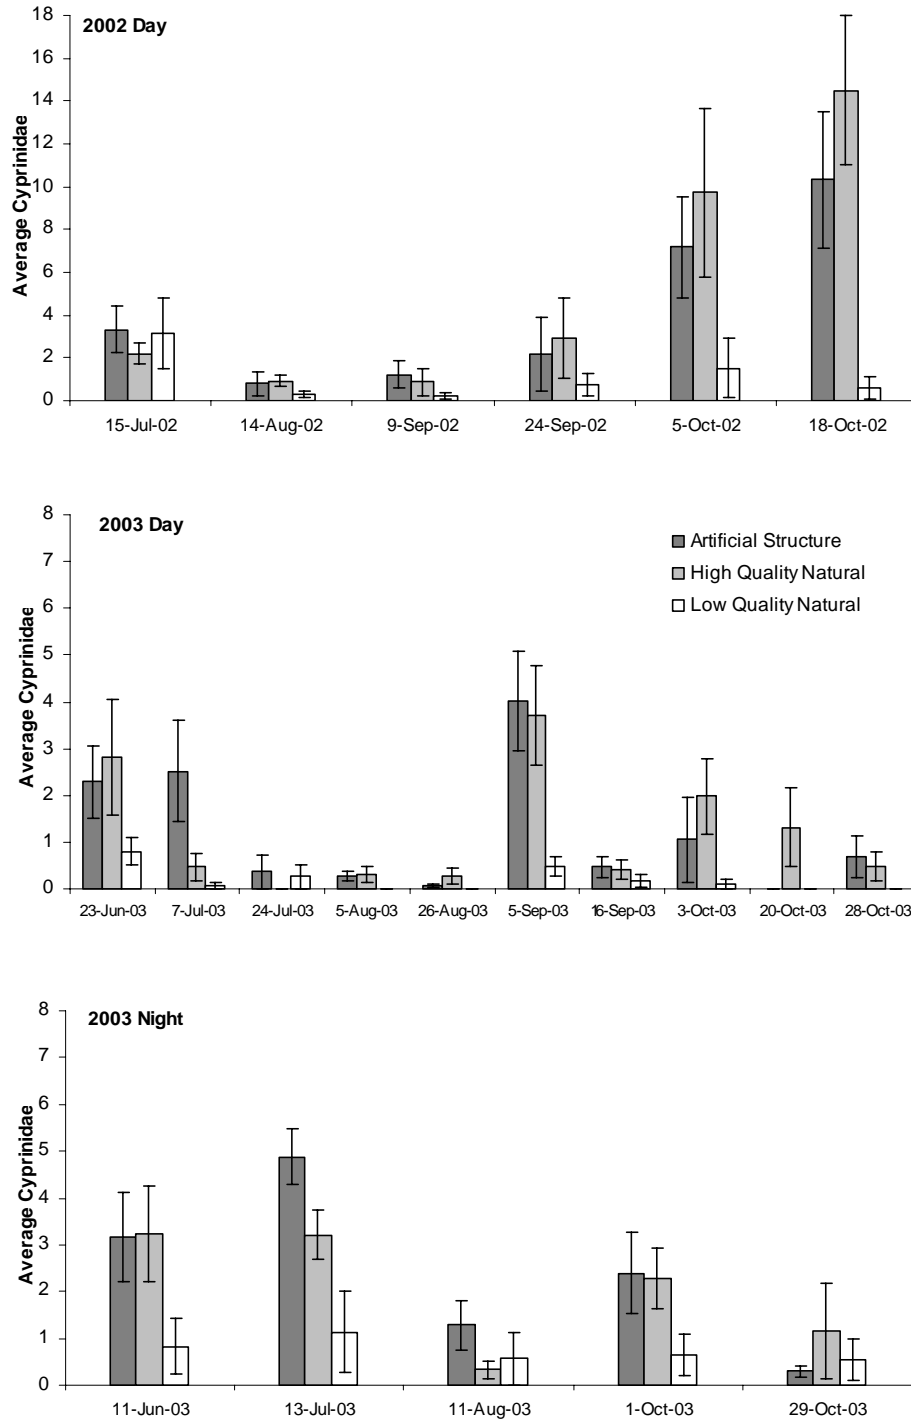 2002 Day
Average Cyprinidae
18
16
14
12
10
8
6
4
2
0
15-Jul-02 14-Aug-02 9-Sep-02 24-Sep-02 5-Oct-02 18-Oct-02
2003 Day
Average Cyprinidae
8
7
6
5
4
3
2
1
0
Artificial Structure
High Quality Natural
Low Quality Natural
23-Jun-03 7-Jul-03 24-Jul-03 5-Aug-03 26-Aug-03 5-Sep-03 16-Sep-03 3-Oct-03 20-Oct-03 28-Oct-03
2003 Night
Average Cyprinidae
8
7
6
5
4
3
2
1
0
11-Jun-03 13-Jul-03 11-Aug-03 1-Oct-03 29-Oct-03